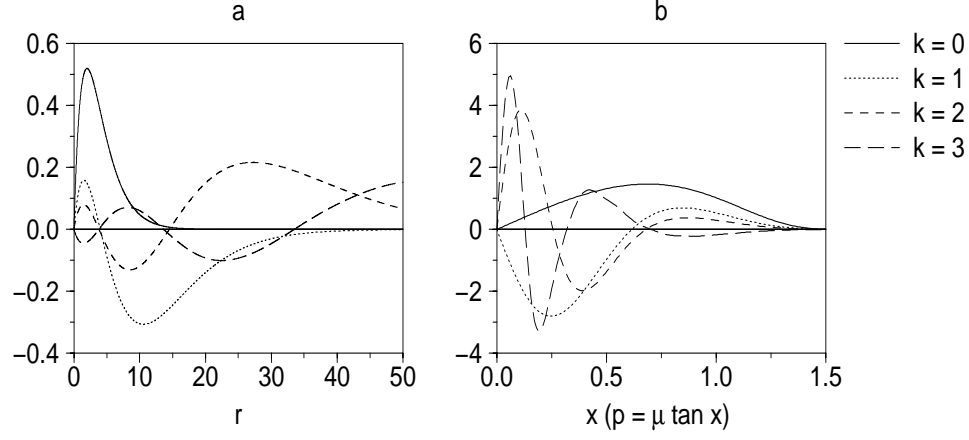 a
0.6
0.4
0.2
0.0
−0.2
−0.4
0 10 20 30 40 50
r
b
6
4
2
0
−2
−4
0.0 0.5 1.0 1.5
x (p = μ tan x)
k = 0
k = 1
k = 2
k = 3